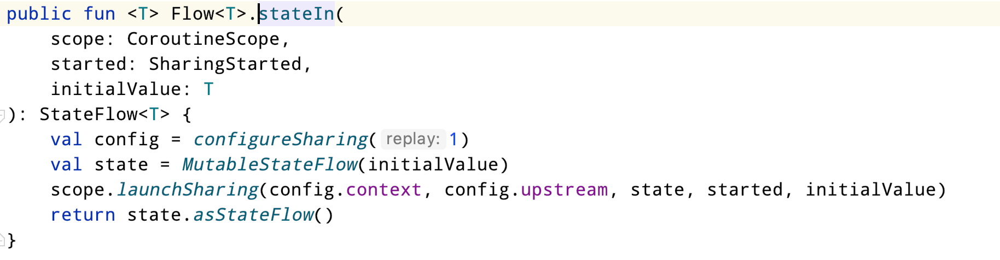 public fun <T> Flow<T>.stateIn(
    scope: CoroutineScope,
    started: SharingStarted,
    initialValue: T
): StateFlow<T> {
    val config = configureSharing( replay: 1)
    val state = MutableStateFlow(initialValue)
    scope.launchSharing(config.context, config.upstream, state, started, initialValue)
    return state.asStateFlow()
}